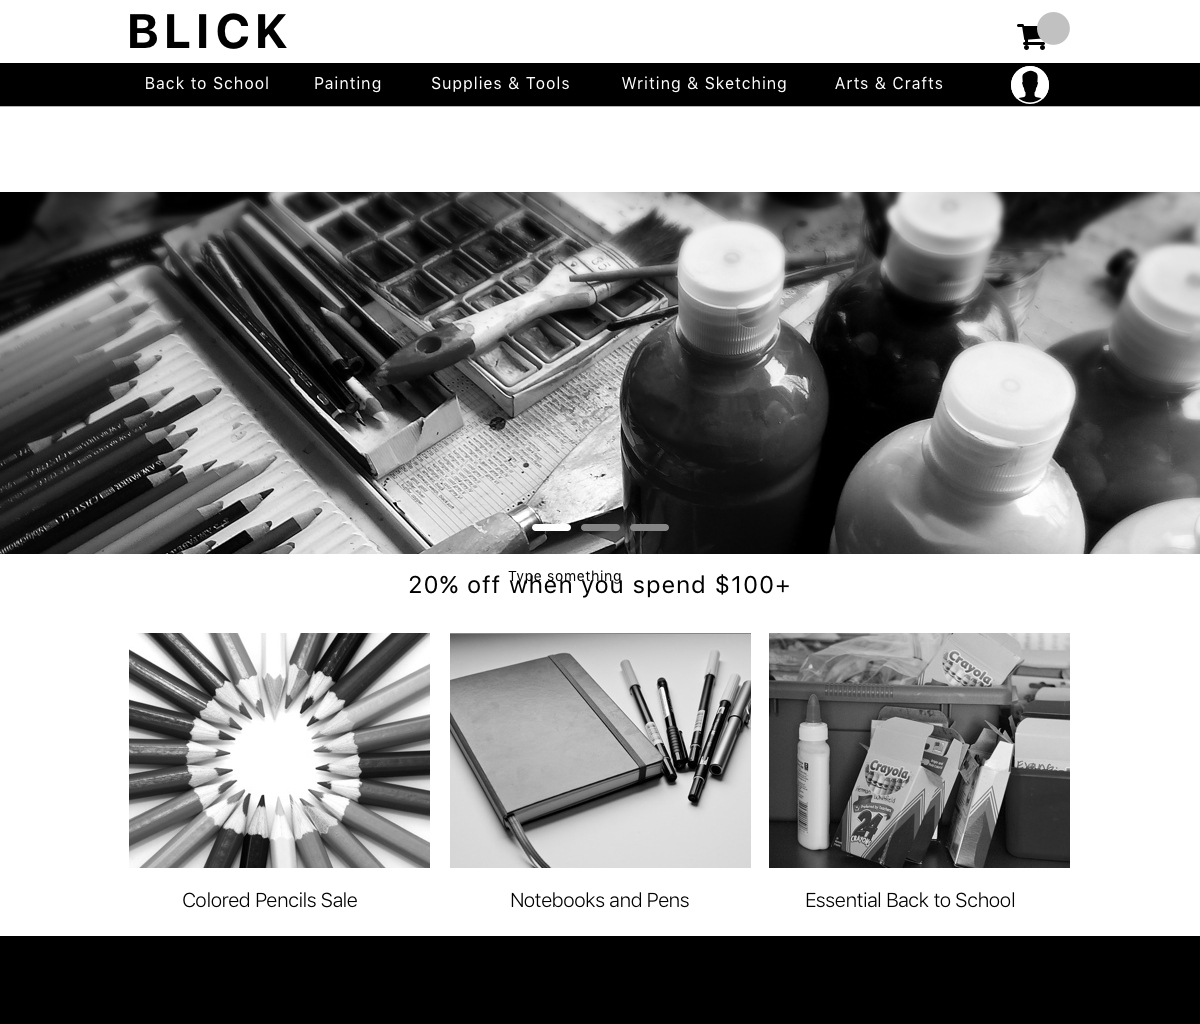 BLICK
Back to School
Painting
Supplies & Tools
Writing & Sketching
Arts & Crafts
Type something
20% off when you spend $100+
Crayola
Crayola
24
Colored Pencils Sale
Notebooks and Pens
Essential Back to School